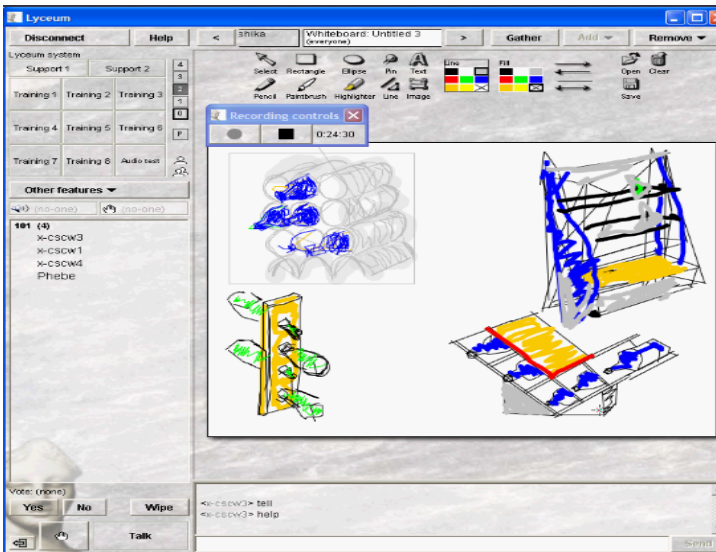 Lyceum
Disconnect Help < shika Whiteboard: Untitled 3 > Gather Add Remove
(everyone)
Lyceum system
Support 1 Support 2
4
3
2
1
0
P
Training 1 Training 2 Training 3
Training 4 Training 5 Training 6
Training 7 Training 8 Audio test
Select Rectangle Ellipse Pin Text
Pencil Paintbrush Highlighter Line Image
Line Fill
Open Clear
Save
Recording controls
0:24:30
Other features
(no-one) (no-one)
101 (4)
x-cscw3
x-cscw1
x-cscw4
Phebe
Vote: (none)
Yes No Wipe
Talk
<x-cscw3> tell
<x-cscw3> help
Send